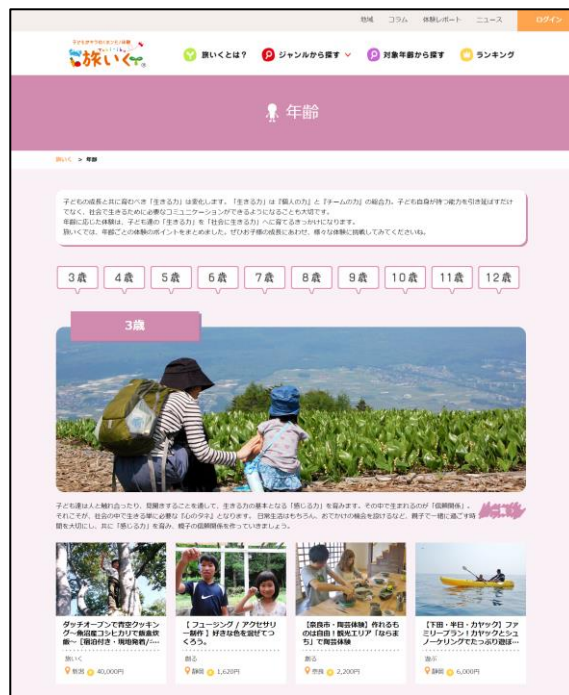 地域 コラム 体験レポート ニュース ログイン
子どもがキラめくホンモノ体験
旅いく
旅いくとは？ ジャンルから探す 対象年齢から探す ランキング
年齢
旅いく > 年齢
子どもの成長と共に育むべき「生きる力」は変化します。「生きる力」は『個人の力』と『チームの力』の総合力。子ども自身が持つ能力を引き延ばすだけ
でなく、社会で生きるために必要なコミュニケーションができるようになることも大切です。
年齢に応じた体験は、子ども達の「生きる力」を「社会に生きる力」へと育てるきっかけになります。
旅いくでは、年齢ごとの体験のポイントをまとめました。ぜひお子様の成長にあわせ、様々な体験に挑戦してみてくださいね。
3歳 4歳 5歳 6歳 7歳 8歳 9歳 10歳 11歳 12歳
3歳
子ども達は人と触れ合ったり、見聞きすることを通して、生きる力の基本となる「感じる力」を育みます。その中で生まれるのが「信頼関係」。
それこそが、社会の中で生きる華に必要な『心のタネ』となります。 日常生活はもちろん、おでかけの機会を設けるなど、親子で一緒に過ごす時
間を大切にし、共に「感じる力」を育み、親子の信頼関係を作っていきましょう。
ダッチオーブンで青空クッキン
グ～魚沼産コシヒカリで飯盒炊
飯～【宿泊付き・現地発着/…
旅いく
新潟 40,000円
【 フュージング / アクセサリ
ー制作 】好きな色を混ぜてつ
くろう。
創る
静岡 1,620円
【奈良市・陶芸体験】作れるも
のは自由！観光エリア「ならま
ち」で陶芸体験
創る
奈良 2,200円
【下田・半日・カヤック】ファ
ミリープラン！カヤックとシュ
ノーケリングでたっぷり遊ぼ…
遊ぶ
静岡 6,000円